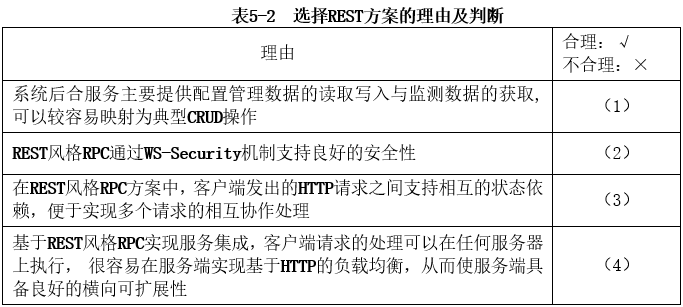 表5-2 选择REST方案的理由及判断
理由
合理：√
不合理：×
系统后台服务主要提供配置管理数据的读取写入与监测数据的获取，
可以较容易映射为典型CRUD操作
（1）
REST风格RPC通过WS-Security机制支持良好的安全性
（2）
在REST风格RPC方案中，客户端发出的HTTP请求之间支持相互的状态依
赖，便于实现多个请求的相互协作处理
（3）
基于REST风格RPC实现服务集成，客户端请求的处理可以在任何服务器
上执行， 很容易在服务端实现基于HTTP的负载均衡，从而使服务端具
备良好的横向可扩展性
（4）